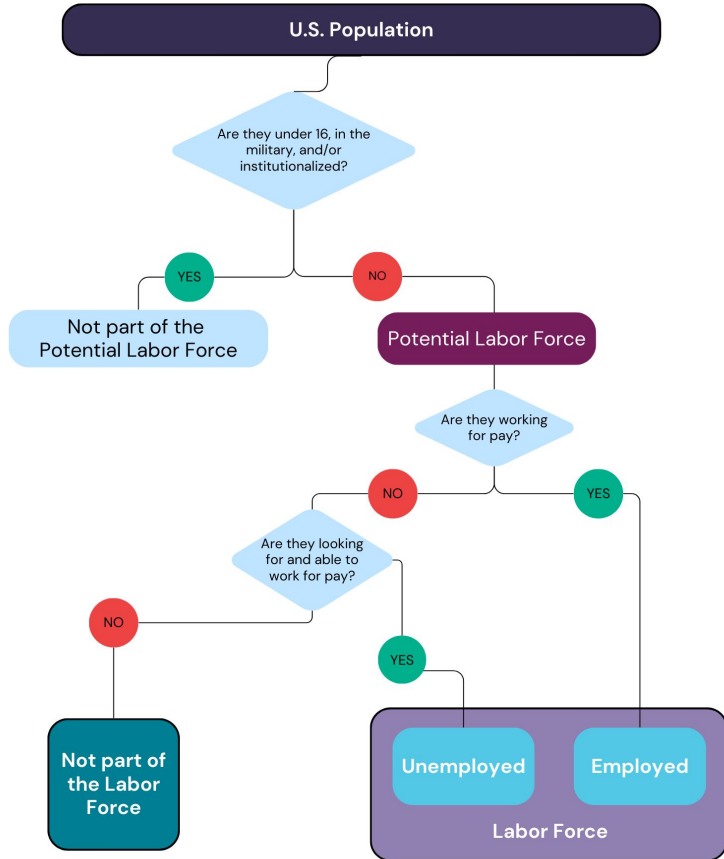 U.S. Population
Are they under 16, in the
military, and/or
institutionalized?
YES
NO
Not part of the
Potential Labor Force
Potential Labor Force
Are they working
for pay?
NO
YES
Are they looking
for and able to
work for pay?
NO
YES
Not part of
the Labor
Force
Unemployed
Employed
Labor Force